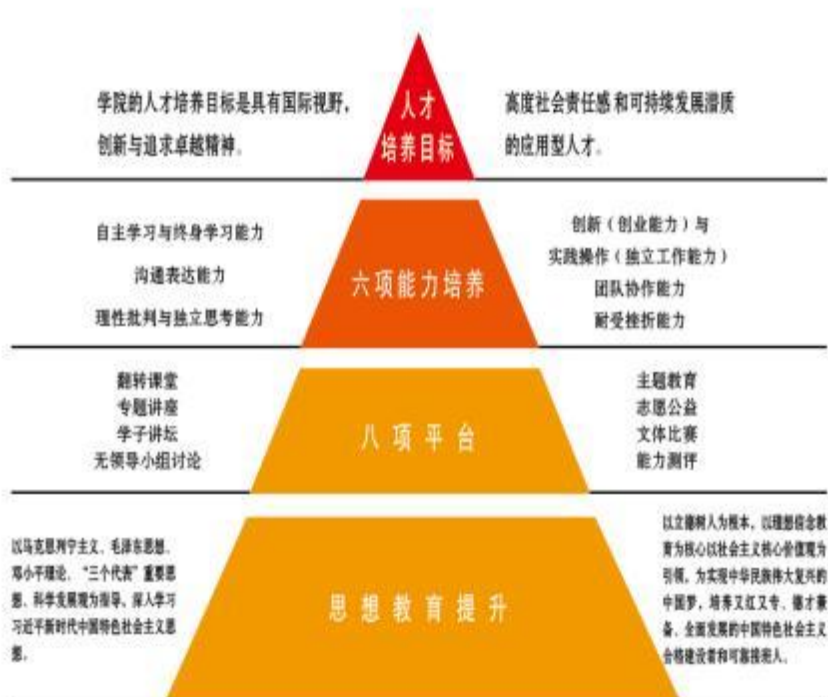 学院的人才培养目标是具有国际视野，
创新与追求卓越精神。
人才
培养目标
高度社会责任感和可持续发展潜质
的应用型人才。
自主学习与终身学习能力
沟通表达能力
理性批判与独立思考能力
六项能力培养
创新（创业能力）与
实践操作（独立工作能力）
团队协作能力
耐受挫折能力
翻转课堂
专题讲座
学子讲坛
无领导小组讨论
八项平台
主题教育
志愿公益
文体比赛
能力测评
以马克思列宁主义、毛泽东思想、
邓小平理论、“三个代表”重要思
想、科学发展观为指导、深入学习
习近平新时代中国特色社会主义思
想。
思想教育提升
以立德树人为根本，以理想信念教
育为核心以社会主义核心价值观为
引领，为实现中华民族伟大复兴的
中国梦，培养又红又专、德才兼
备、全面发展的中国特色社会主义
合格建设者和可靠接班人。